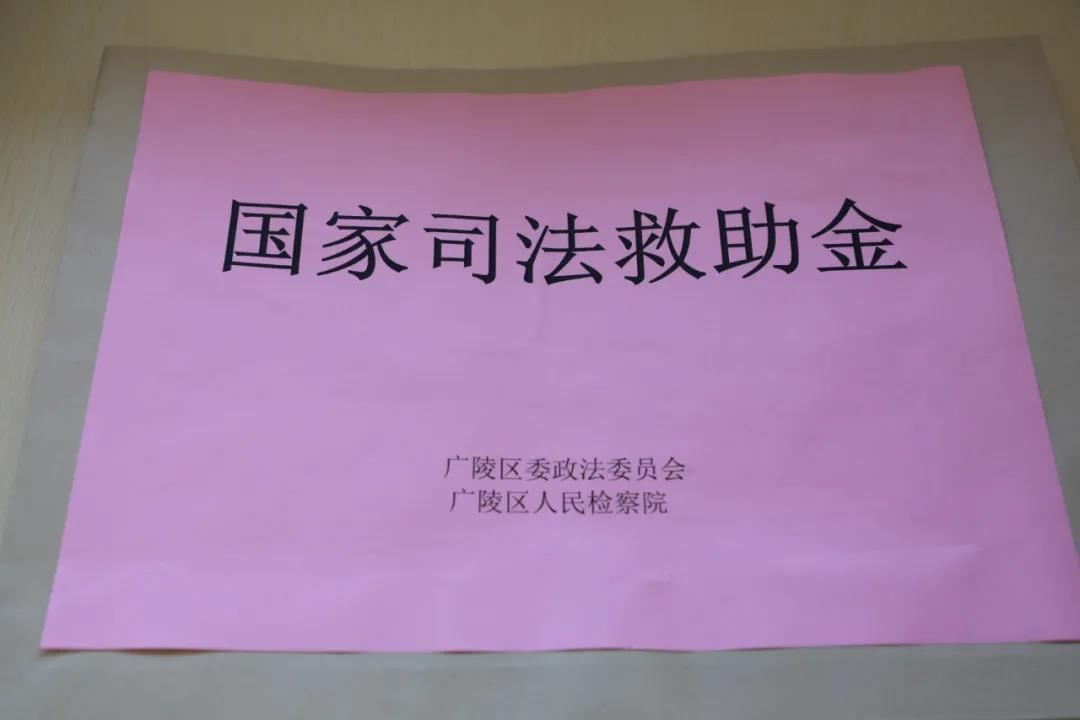 国家司法救助金
广陵区委政法委员会
广陵区人民检察院